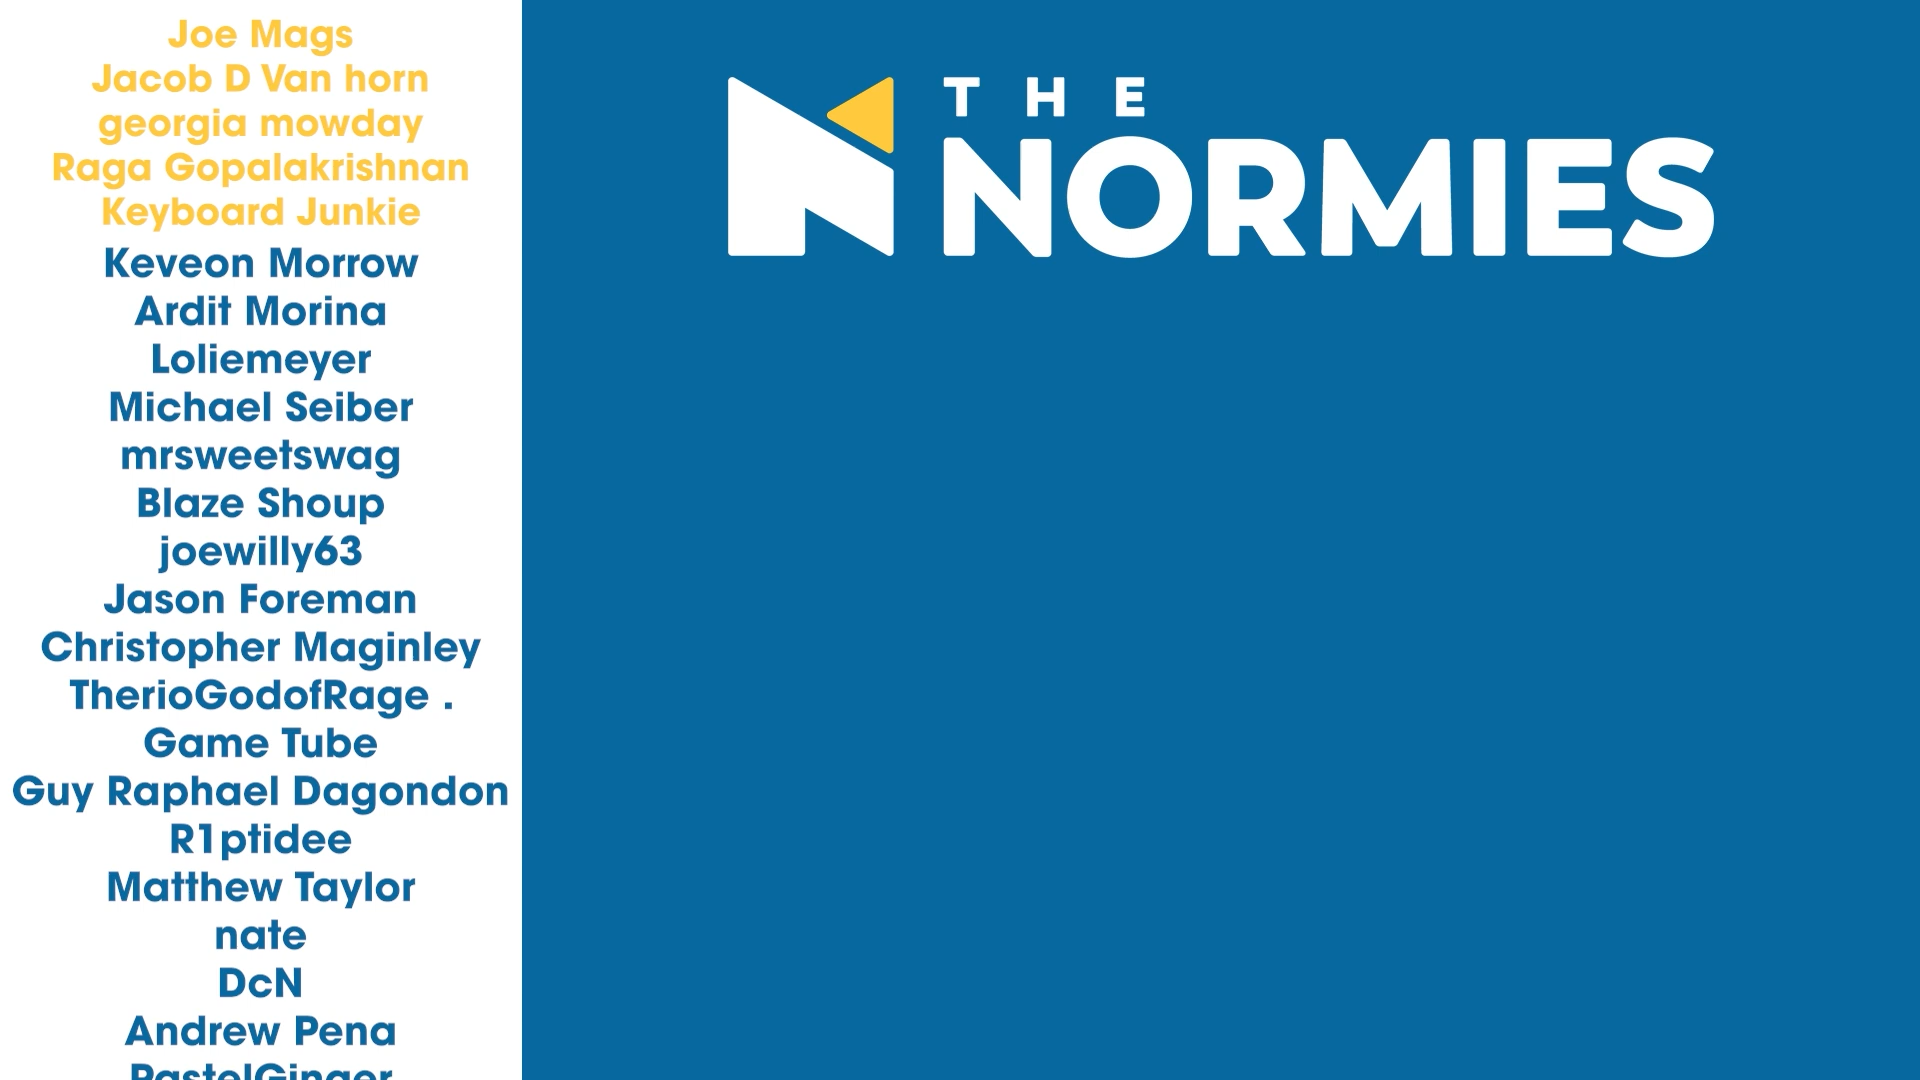 Joe Mags
Jacob D Van horn
georgia mowday
Raga Gopalakrishnan
Keyboard Junkie
Keveon Morrow
Ardit Morina
Loliemeyer
Michael Seiber
mrsweetswag
Blaze Shoup
joewilly63
Jason Foreman
Christopher Maginley
TherioGodofRage .
Game Tube
Guy Raphael Dagondon
R1ptidee
Matthew Taylor
nate
DcN
Andrew Pena
PastelGinger
THE
NORMIES